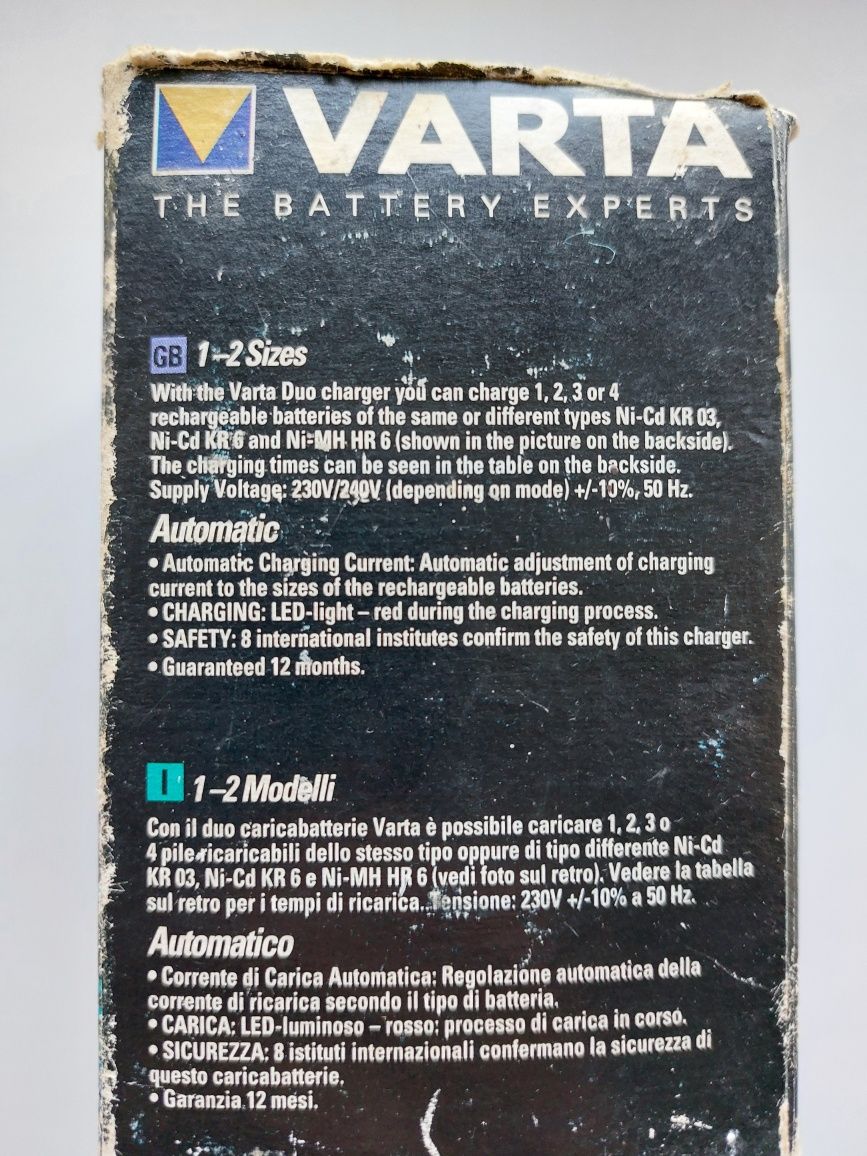 VARTA
THE BATTERY EXPERTS
GB 1–2 Sizes
With the Varta Duo charger you can charge 1, 2, 3 or 4
rechargeable batteries of the same or different types Ni-Cd KR 03,
Ni-Cd KR 6 and Ni-MH HR 6 (shown in the picture on the backside).
The charging times can be seen in the table on the backside.
Supply Voltage: 230V/240V (depending on mode) +/-10%, 50 Hz.
Automatic
• Automatic Charging Current: Automatic adjustment of charging
current to the sizes of the rechargeable batteries.
• CHARGING: LED-light – red during the charging process.
• SAFETY: 8 international institutes confirm the safety of this charger.
• Guaranteed 12 months.
I 1–2 Modelli
Con il duo caricabatterie Varta è possibile caricare 1, 2, 3 o
4 pile ricaricabili dello stesso tipo oppure di tipo differente Ni-Cd
KR 03, Ni-Cd KR 6 e Ni-MH HR 6 (vedi foto sul retro). Vedere la tabella
sul retro per i tempi di ricarica. Tensione: 230V +/-10% a 50 Hz.
Automatico
• Corrente di Carica Automatica: Regolazione automatica della
corrente di ricarica secondo il tipo di batteria.
• CARICA: LED-luminoso – rosso: processo di carica in corso.
• SICUREZZA: 8 istituti internazionali confermano la sicurezza di
questo caricabatterie.
• Garanzia 12 mesi.